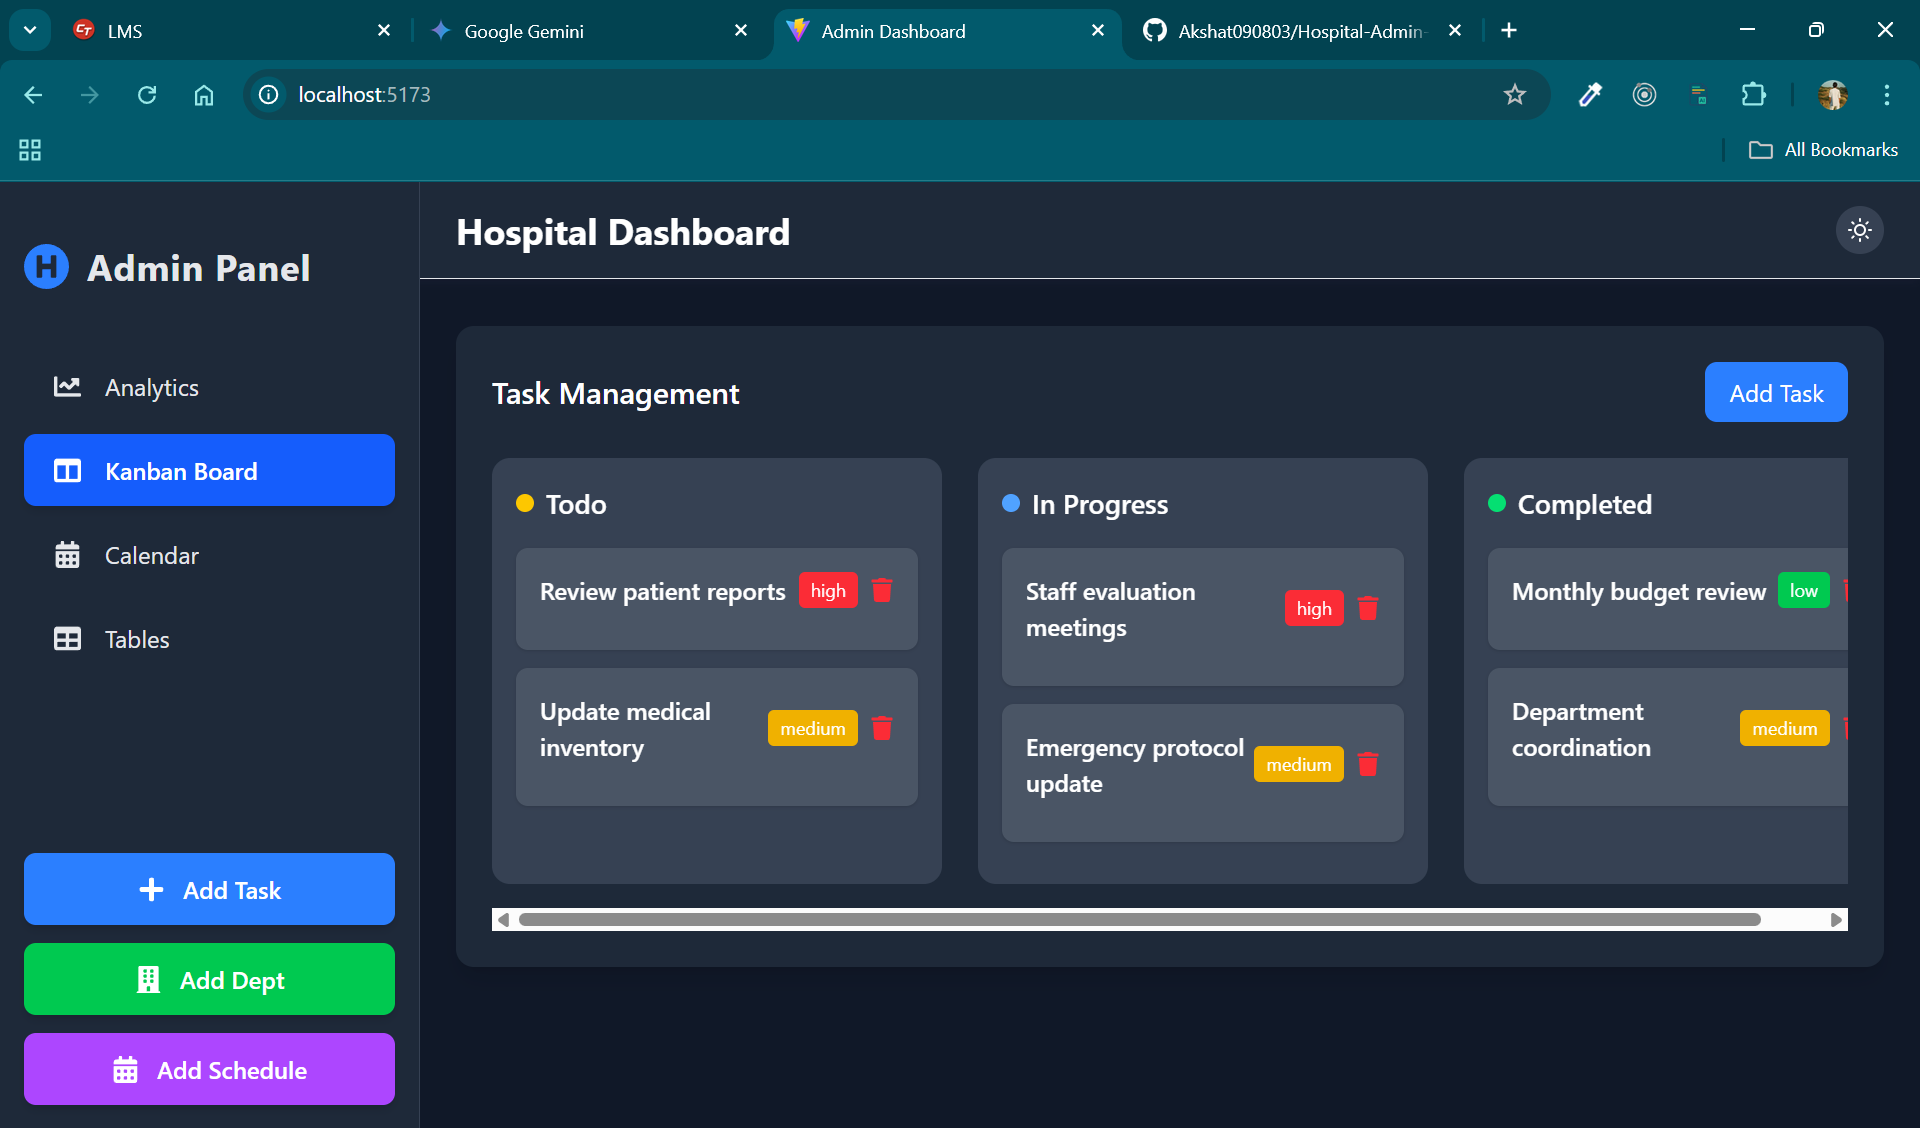 LMS
Google Gemini
Admin Dashboard
Akshat090803/Hospital-Admin-
localhost:5173
All Bookmarks
H Admin Panel
Analytics
Kanban Board
Calendar
Tables
Add Task
Add Dept
Add Schedule
Hospital Dashboard
Task Management
Add Task
Todo
Review patient reports high
Update medical
inventory
medium
In Progress
Staff evaluation
meetings
high
Emergency protocol
update
medium
Completed
Monthly budget review low
Department
coordination
medium